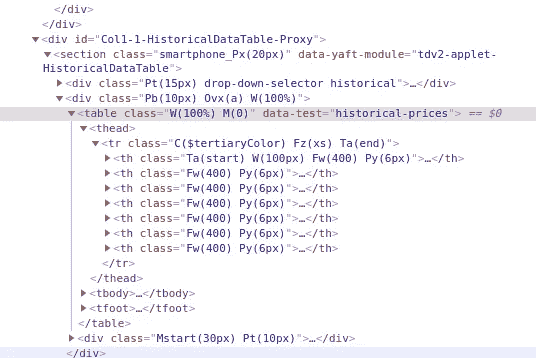 </div>
</div>
<div id="Col1-1-HistoricalDataTable-Proxy">
<section class="smartphone_Px(20px)" data-yaft-module="tdv2-applet-
HistoricalDataTable">
<div class="Pt(15px) drop-down-selector historical">…</div>
<div class="Pb(10px) Ovx(a) W(100%)">
<table class="W(100%) M(0)" data-test="historical-prices"> == $0
<thead>
<tr class="C($tertiaryColor) Fz(xs) Ta(end)">
<th class="Ta(start) W(100px) Fw(400) Py(6px)">…</th>
<th class="Fw(400) Py(6px)">…</th>
<th class="Fw(400) Py(6px)">…</th>
<th class="Fw(400) Py(6px)">…</th>
<th class="Fw(400) Py(6px)">…</th>
<th class="Fw(400) Py(6px)">…</th>
<th class="Fw(400) Py(6px)">…</th>
</tr>
</thead>
<tbody>…</tbody>
<tfoot>…</tfoot>
</table>
<div class="Mstart(30px) Pt(10px)">…</div>
</div>